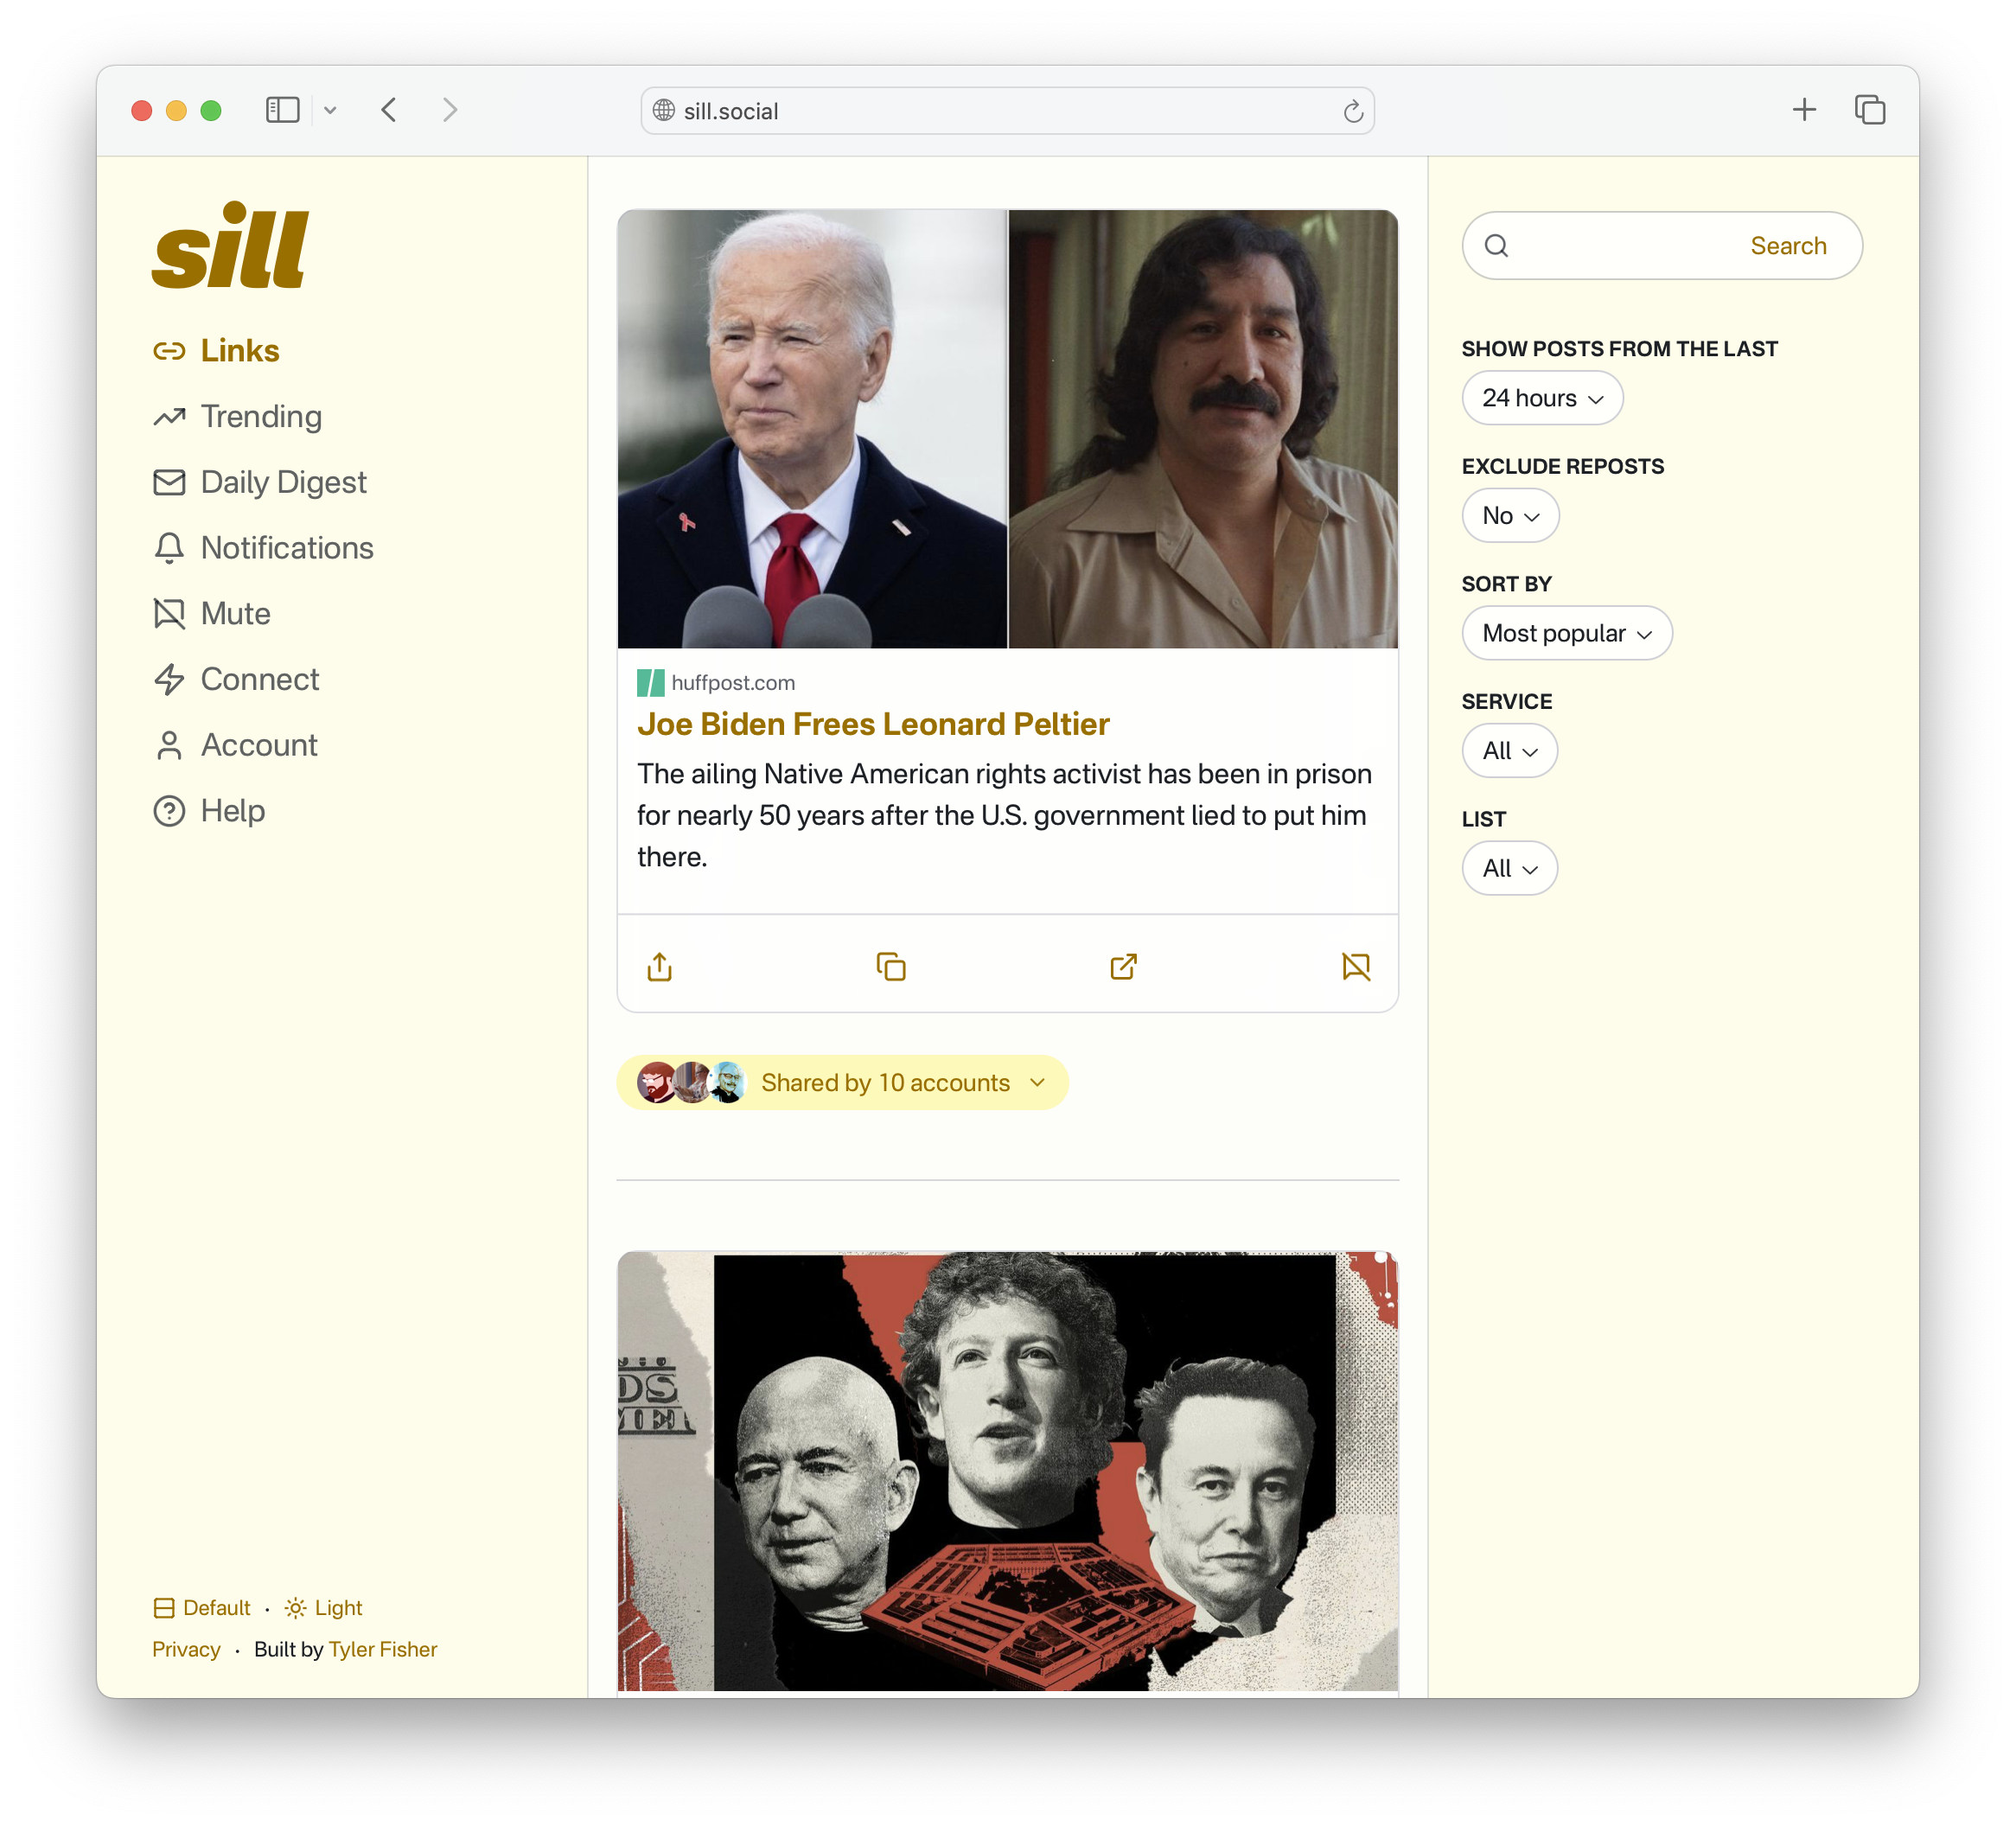 sill.social
sill
Links
Trending
Daily Digest
Notifications
Mute
Connect
Account
Help
Default · Light
Privacy · Built by Tyler Fisher
huffpost.com
Joe Biden Frees Leonard Peltier
The ailing Native American rights activist has been in prison
for nearly 50 years after the U.S. government lied to put him
there.
Shared by 10 accounts
DS
Search
SHOW POSTS FROM THE LAST
24 hours
EXCLUDE REPOSTS
No
SORT BY
Most popular
SERVICE
All
LIST
All